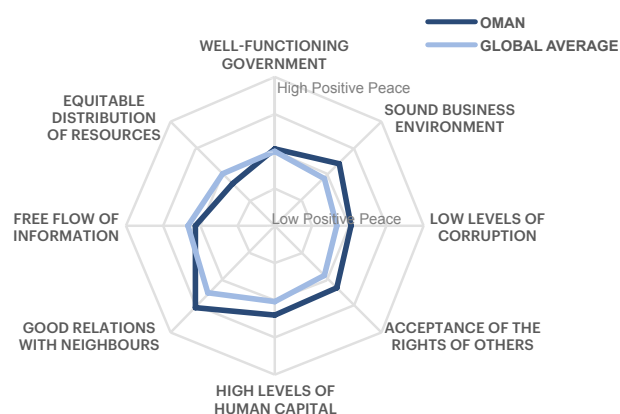 OMAN
GLOBAL AVERAGE
WELL-FUNCTIONING
GOVERNMENT
High Positive Peace
EQUITABLE
DISTRIBUTION
OF RESOURCES
SOUND BUSINESS
ENVIRONMENT
FREE FLOW OF
INFORMATION
Low Positive Peace
LOW LEVELS OF
CORRUPTION
GOOD RELATIONS
WITH NEIGHBOURS
ACCEPTANCE OF THE
RIGHTS OF OTHERS
HIGH LEVELS OF
HUMAN CAPITAL